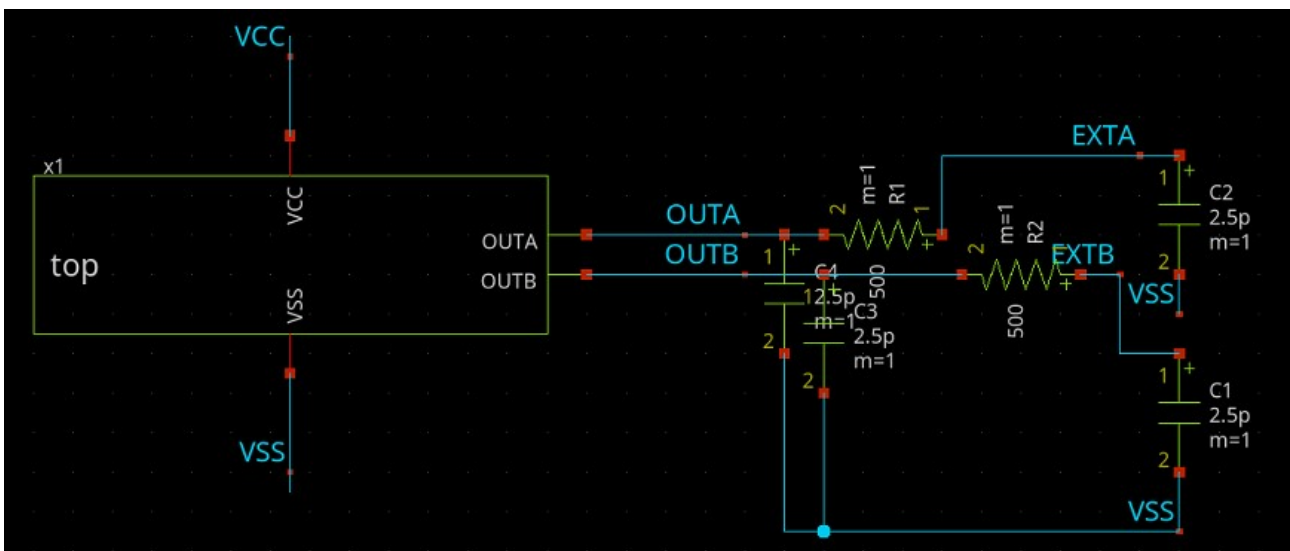 VCC
x1
VCC
top
VSS
OUTA
OUTB
VSS
OUTA
OUTB
2
m=1
R1
1
500
2
m=1
R2
1
500
EXTA
EXTB
1
C4
2.5p
m=1
2
1
C3
2.5p
m=1
2
1
C2
2.5p
m=1
2
VSS
1
C1
2.5p
m=1
2
VSS